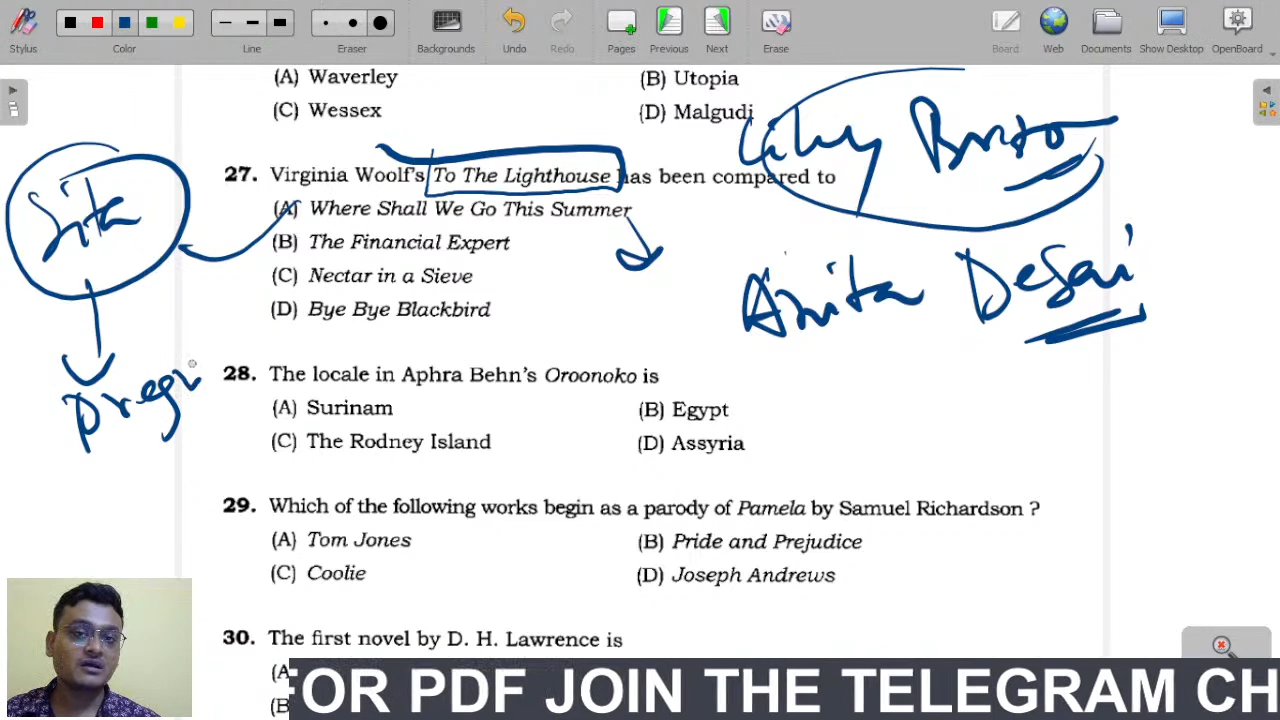 Stylus
Color
Line
Eraser
Backgrounds
Undo
Redo
Pages
Previous
Next
Erase
Board
Web
Documents
Show Desktop
OpenBoard
(A) Waverley (B) Utopia
(C) Wessex (D) Malgudi
27. Virginia Woolf's To The Lighthouse has been compared to
(A) Where Shall We Go This Summer
(B) The Financial Expert
(C) Nectar in a Sieve
(D) Bye Bye Blackbird
Sita
Anita Desai
28. The locale in Aphra Behn's Oroonoko is
(A) Surinam (B) Egypt
(C) The Rodney Island (D) Assyria
29. Which of the following works begin as a parody of Pamela by Samuel Richardson ?
(A) Tom Jones (B) Pride and Prejudice
(C) Coolie (D) Joseph Andrews
30. The first novel by D. H. Lawrence is
(A
(B
FOR PDF JOIN THE TELEGRAM CH